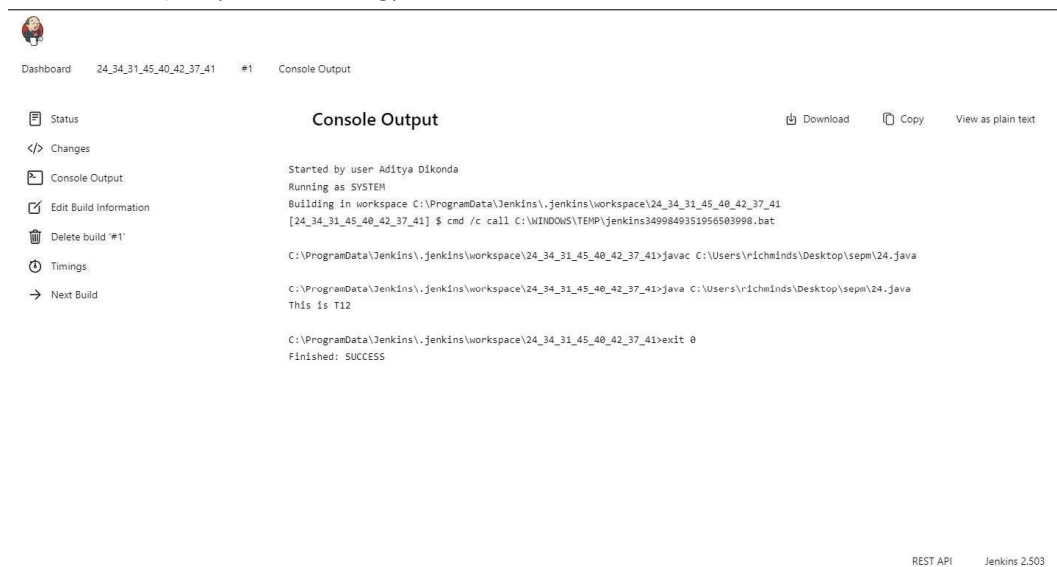 Dashboard 24_34_31_45_40_42_37_41 #1 Console Output
Status
Changes
Console Output
Edit Build Information
Delete build '#1'
Timings
Next Build
Console Output
Download Copy View as plain text
Started by user Aditya Dikonda
Running as SYSTEM
Building in workspace C:\ProgramData\Jenkins\.jenkins\workspace\24_34_31_45_40_42_37_41
[24_34_31_45_40_42_37_41] $ cmd /c call C:\WINDOWS\TEMP\jenkins3499849351956503998.bat
C:\ProgramData\Jenkins\.jenkins\workspace\24_34_31_45_40_42_37_41>javac C:\Users\richminds\Desktop\sepm\24.java
C:\ProgramData\Jenkins\.jenkins\workspace\24_34_31_45_40_42_37_41>java C:\Users\richminds\Desktop\sepm\24.java
This is T12
C:\ProgramData\Jenkins\.jenkins\workspace\24_34_31_45_40_42_37_41>exit 0
Finished: SUCCESS
REST API Jenkins 2.503